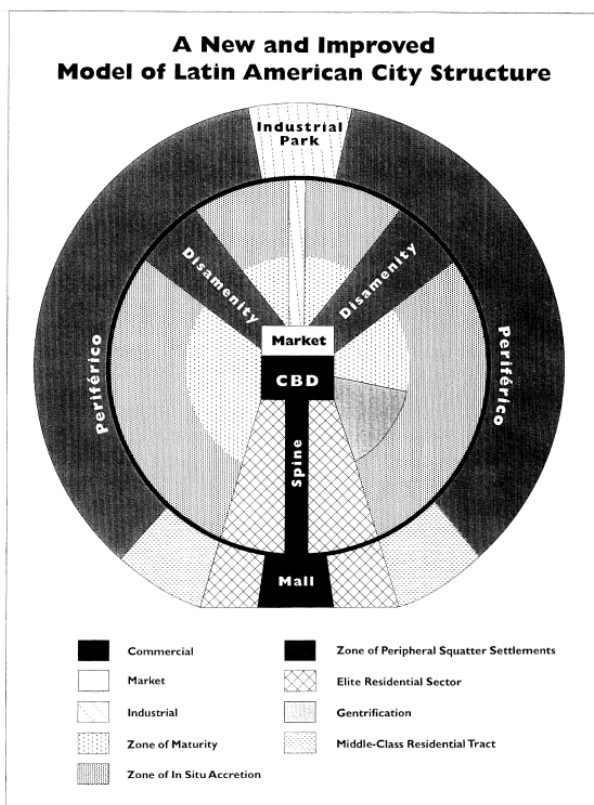 A New and Improved
Model of Latin American City Structure
Industrial
Park
Disamenity
Disamenity
Market
Periférico
CBD
Periférico
Spine
Mall
Commercial
Market
Industrial
Zone of Maturity
Zone of In Situ Accretion
Zone of Peripheral Squatter Settlements
Elite Residential Sector
Gentrification
Middle-Class Residential Tract